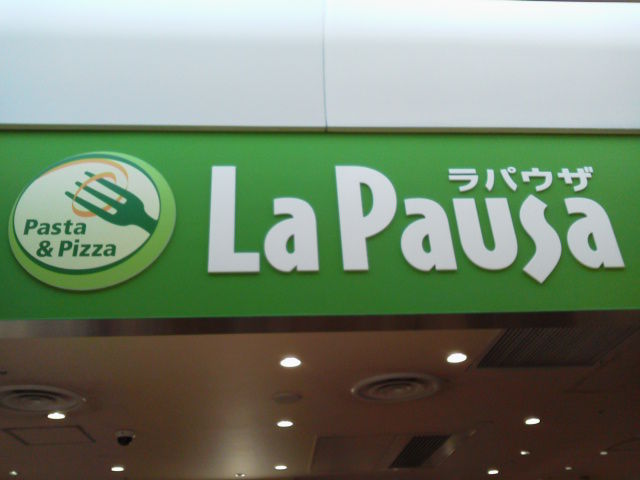 Pasta
& Pizza
ラパウザ
La Pausa